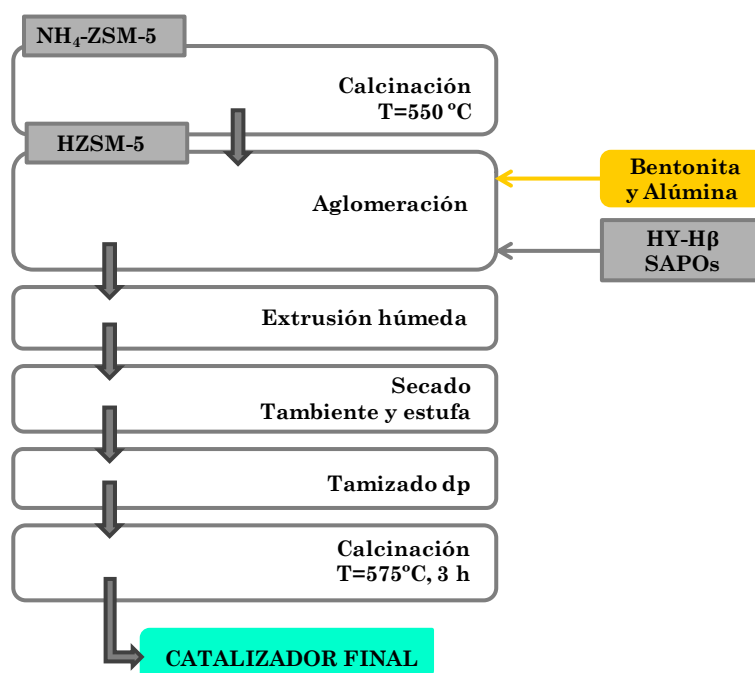 NH₄-ZSM-5
Calcinación
T=550 ºC
HZSM-5
Aglomeración
Bentonita
y Alúmina
HY-Hβ
SAPOs
Extrusión húmeda
Secado
Tambiente y estufa
Tamizado dp
Calcinación
T=575ºC, 3 h
CATALIZADOR FINAL